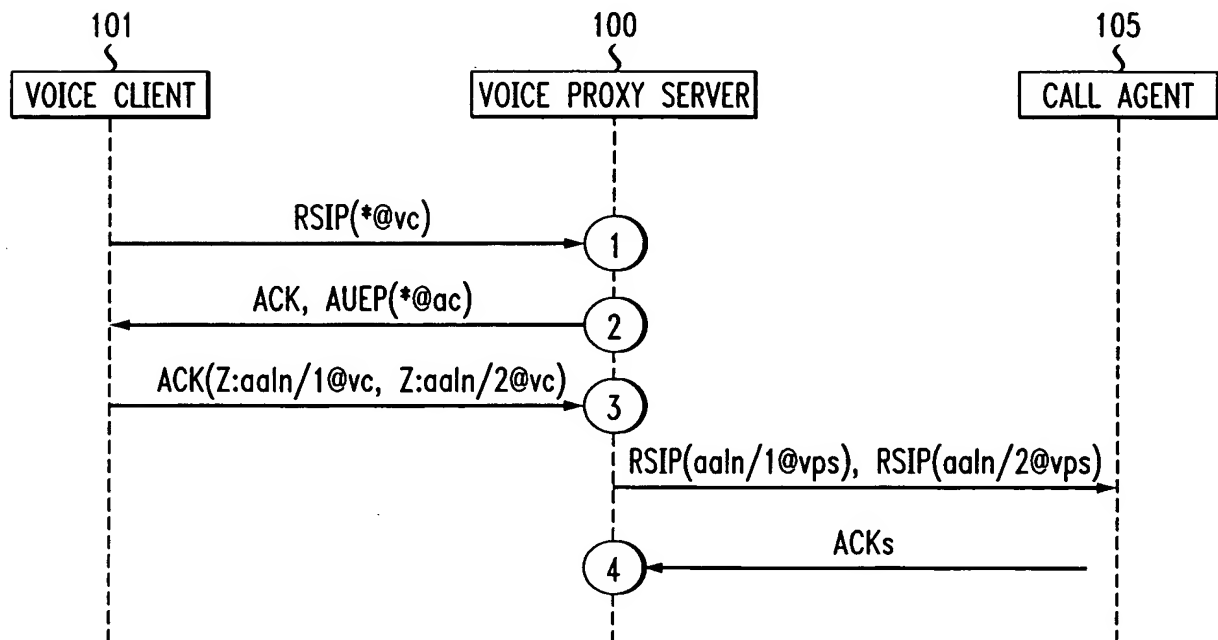 101 100 105
VOICE CLIENT VOICE PROXY SERVER CALL AGENT
RSIP(*@vc)
1
ACK, AUEP(*@ac)
2
ACK(Z:aaln/1@vc, Z:aaln/2@vc)
3
RSIP(aaln/1@vps), RSIP(aaln/2@vps)
ACKs
4